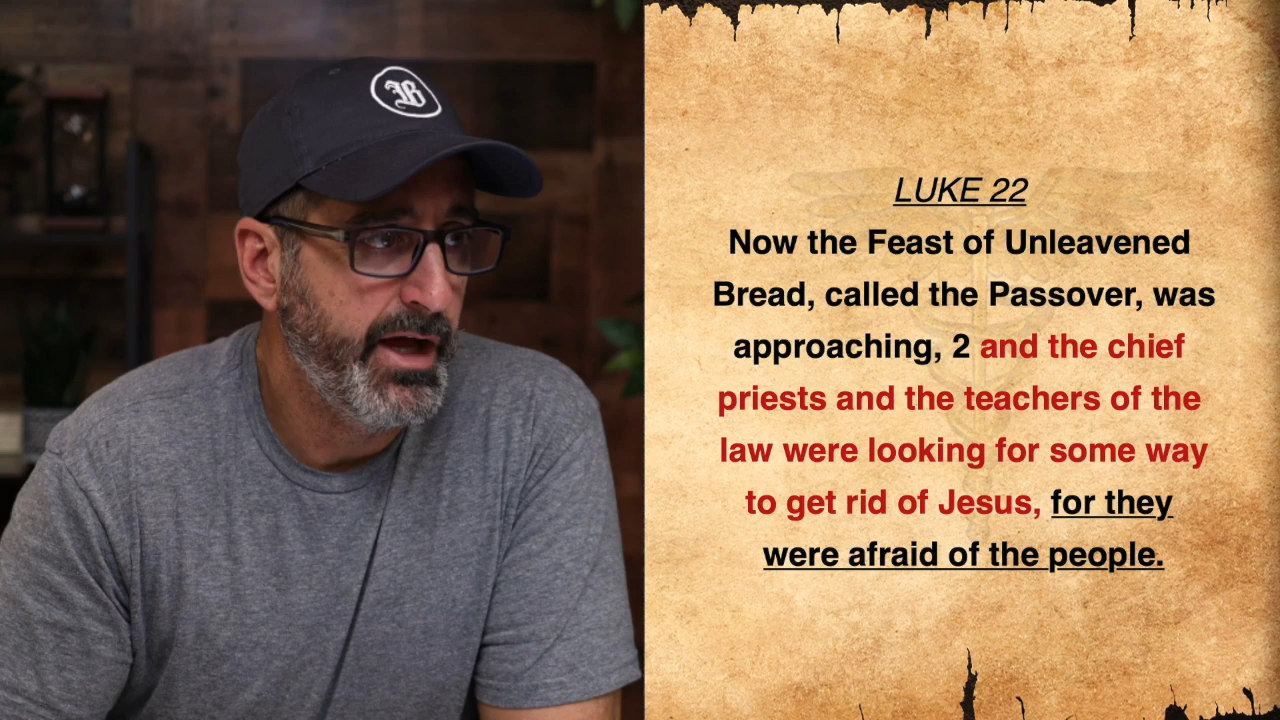 B
LUKE 22
Now the Feast of Unleavened
Bread, called the Passover, was
approaching, 2 and the chief
priests and the teachers of the
law were looking for some way
to get rid of Jesus, for they
were afraid of the people.